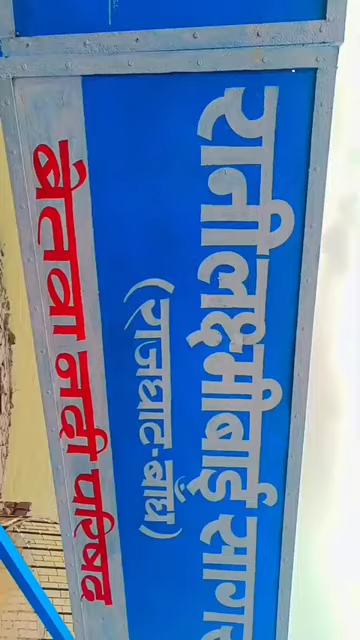 रानी लक्ष्मीबाई साग
(राजघाट-बाँध)
बेतवा नदी परिषद